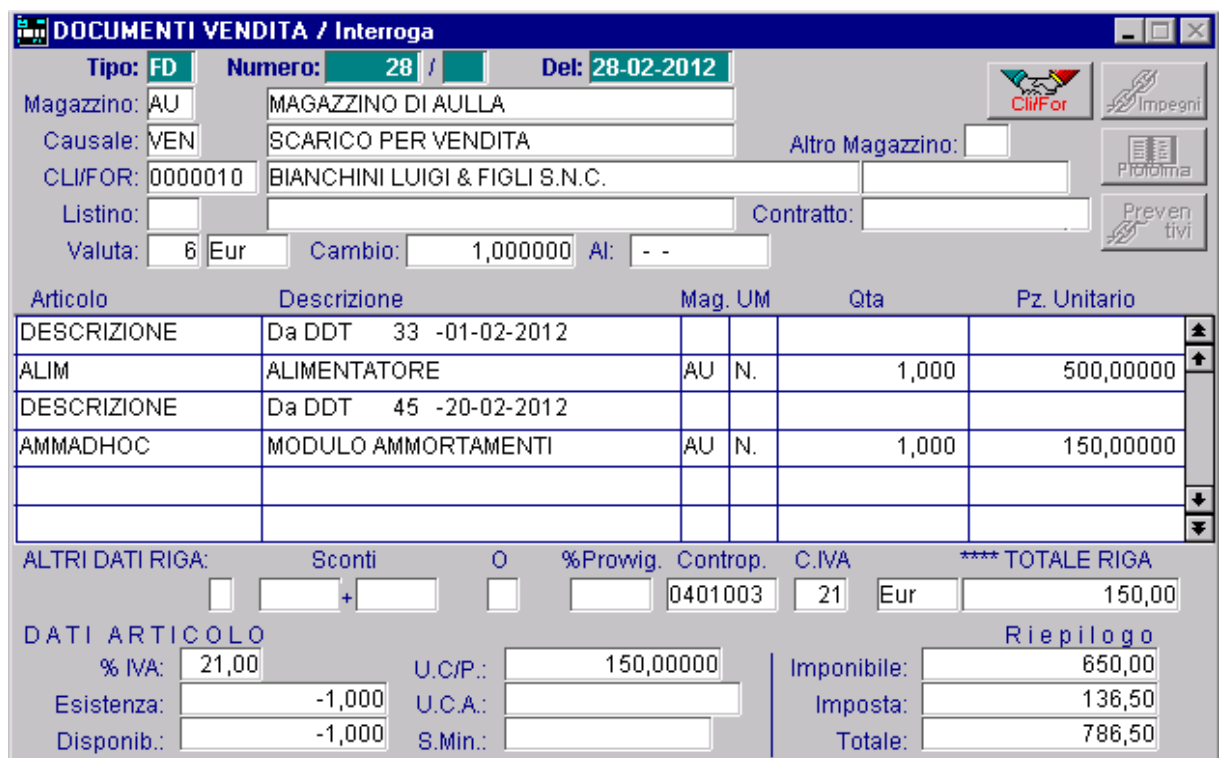 DOCUMENTI VENDITA / Interroga
Tipo: FD Numero: 28 / Del: 28-02-2012
Cli/For Impegni
Magazzino: AU MAGAZZINO DI AULLA
Causale: VEN SCARICO PER VENDITA Altro Magazzino:
Proforma
CLI/FOR: 0000010 BIANCHINI LUIGI & FIGLI S.N.C.
Listino: Contratto:
Preven
tivi
Valuta: 6 Eur Cambio: 1,000000 Al: - -
Articolo Descrizione Mag. UM Qta Pz. Unitario
DESCRIZIONE Da DDT 33 -01-02-2012
ALIM ALIMENTATORE AU N. 1,000 500,00000
DESCRIZIONE Da DDT 45 -20-02-2012
AMMADHOC MODULO AMMORTAMENTI AU N. 1,000 150,00000
ALTRI DATI RIGA: Sconti O %Provvig. Controp. C.IVA **** TOTALE RIGA
+ 0401003 21 Eur 150,00
DATI ARTICOLO Riepilogo
% IVA: 21,00 U.C/P.: 150,00000 Imponibile: 650,00
Esistenza: -1,000 U.C.A.: Imposta: 136,50
Disponib.: -1,000 S.Min.: Totale: 786,50